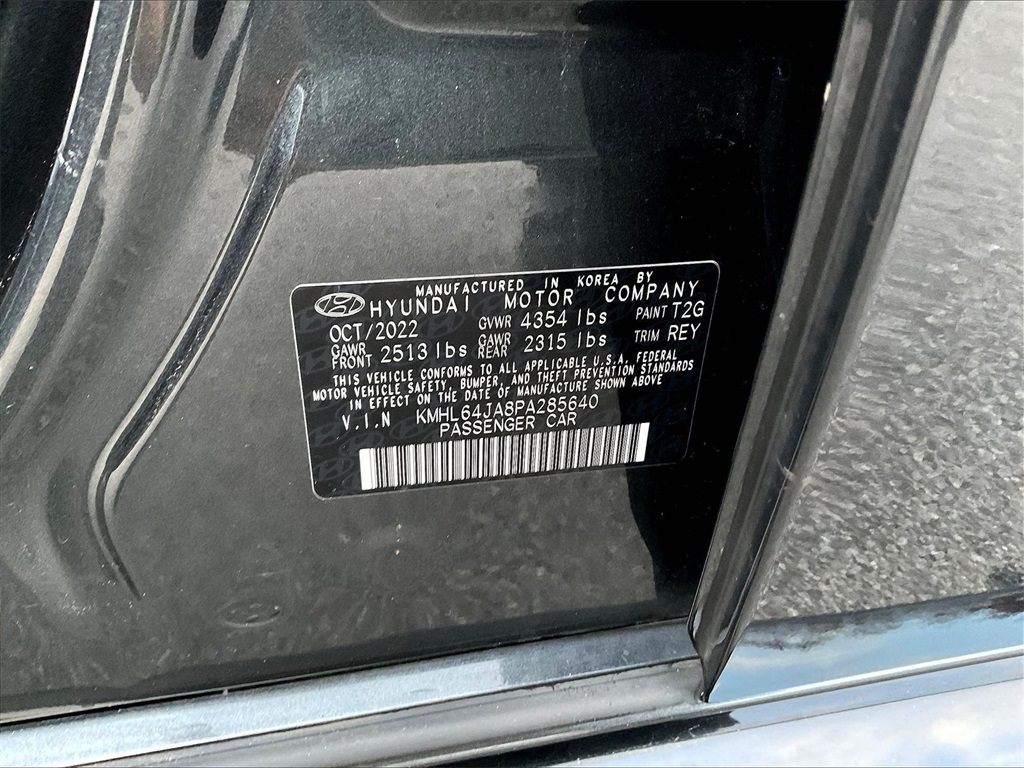 MANUFACTURED IN KOREA BY
HYUNDAI MOTOR COMPANY
OCT/2022 GVWR 4354 lbs PAINT T2G
GAWR FRONT 2513 lbs GAWR REAR 2315 lbs TRIM REY
THIS VEHICLE CONFORMS TO ALL APPLICABLE U.S.A. FEDERAL
MOTOR VEHICLE SAFETY, BUMPER, AND THEFT PREVENTION STANDARDS
IN EFFECT ON THE DATE OF MANUFACTURE SHOWN ABOVE
V.I.N KMHL64JA8PA285640
PASSENGER CAR